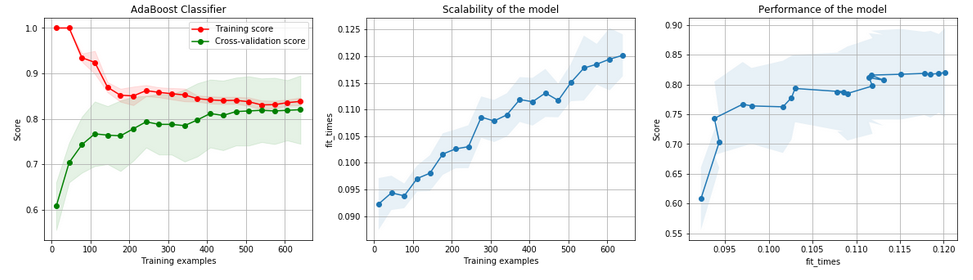 AdaBoost Classifier
Training score
Cross-validation score
1.0
0.9
0.8
0.7
0.6
Score
0 100 200 300 400 500 600
Training examples
Scalability of the model
0.125
0.120
0.115
0.110
0.105
0.100
0.095
0.090
fit_times
0 100 200 300 400 500 600
Training examples
Performance of the model
0.90
0.85
0.80
0.75
0.70
0.65
0.60
0.55
Score
0.095 0.100 0.105 0.110 0.115 0.120
fit_times